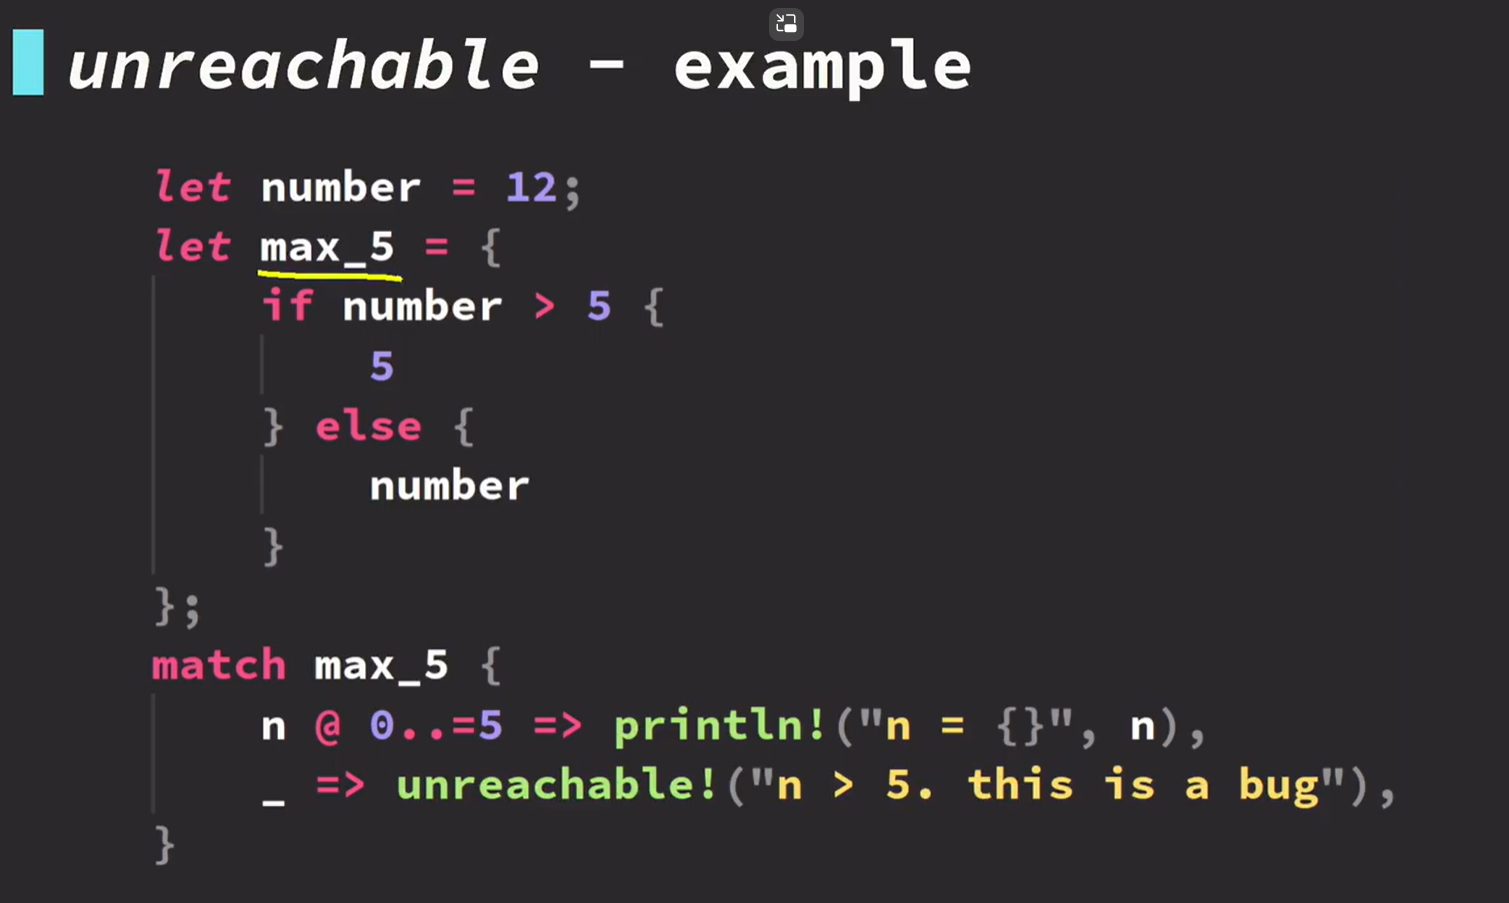 unreachable - example
let number = 12;
let max_5 = {
if number > 5 {
5
} else {
number
}
};
match max_5 {
n @ 0..=5 => println!("n = {}", n),
_ => unreachable!("n > 5. this is a bug"),
}